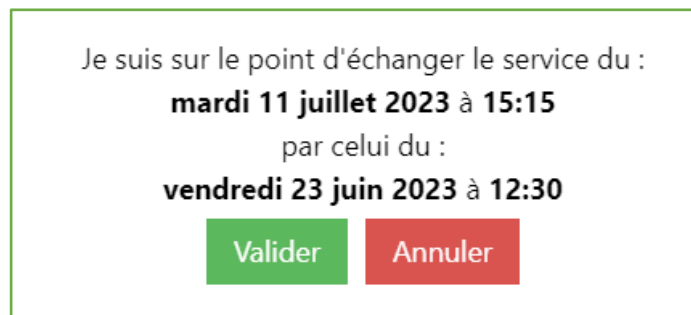 Je suis sur le point d'échanger le service du :
mardi 11 juillet 2023 à 15:15
par celui du :
vendredi 23 juin 2023 à 12:30
Valider Annuler